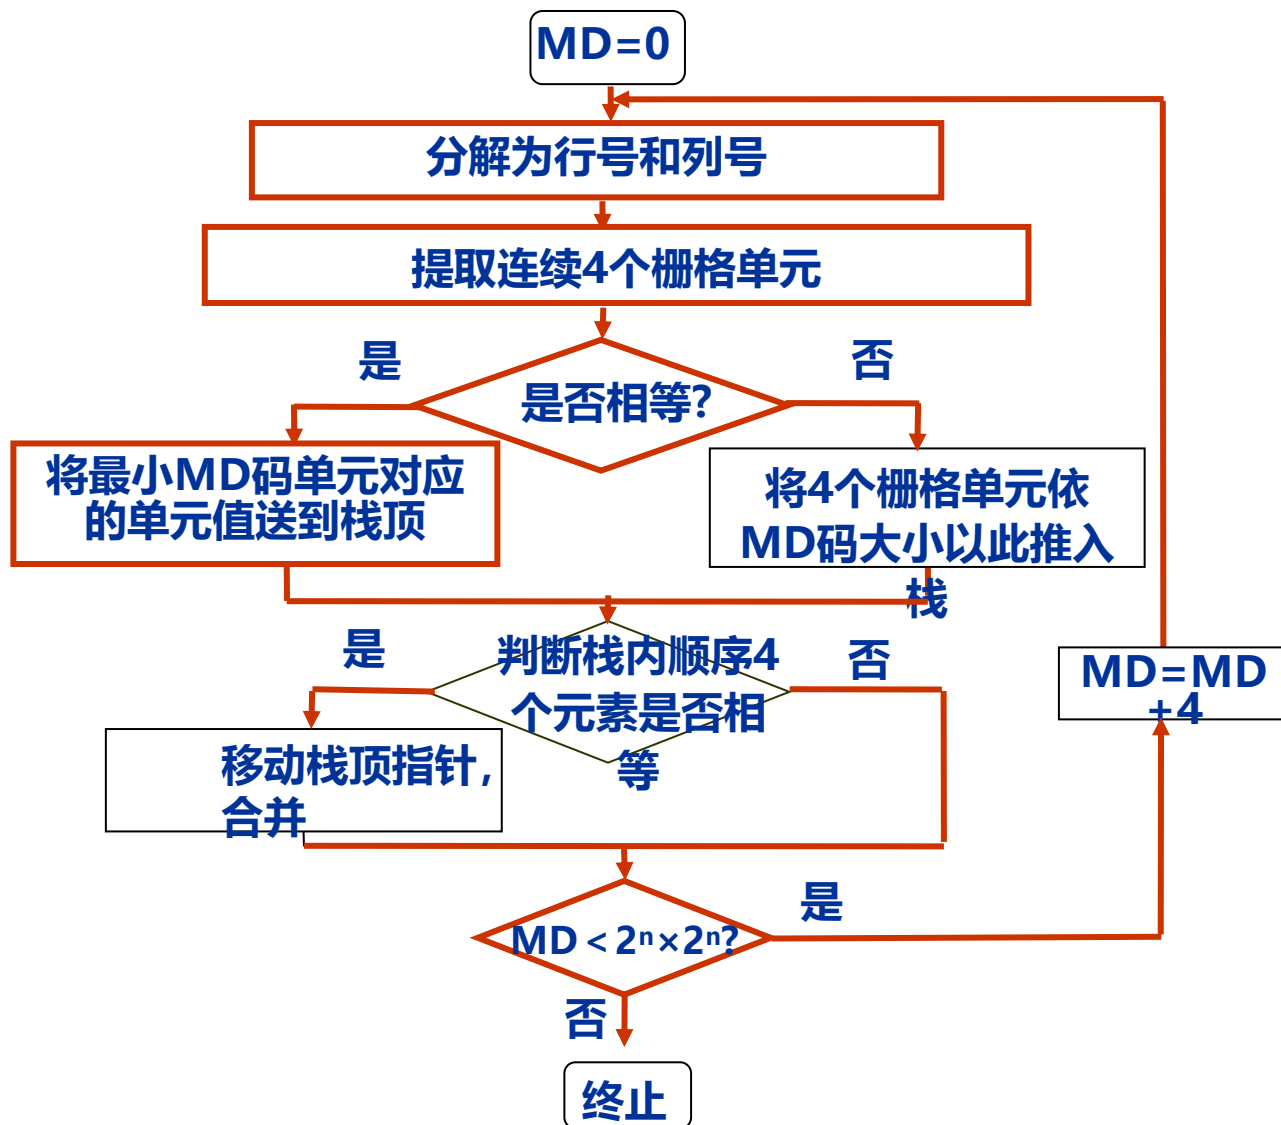 MD=0
分解为行号和列号
提取连续4个栅格单元
是
否
是否相等?
将最小MD码单元对应
的单元值送到栈顶
将4个栅格单元依
MD码大小以此推入
栈
是
判断栈内顺序4
个元素是否相
等
否
MD=MD
+4
移动栈顶指针,
合并
是
MD<2ⁿ×2ⁿ?
否
终止